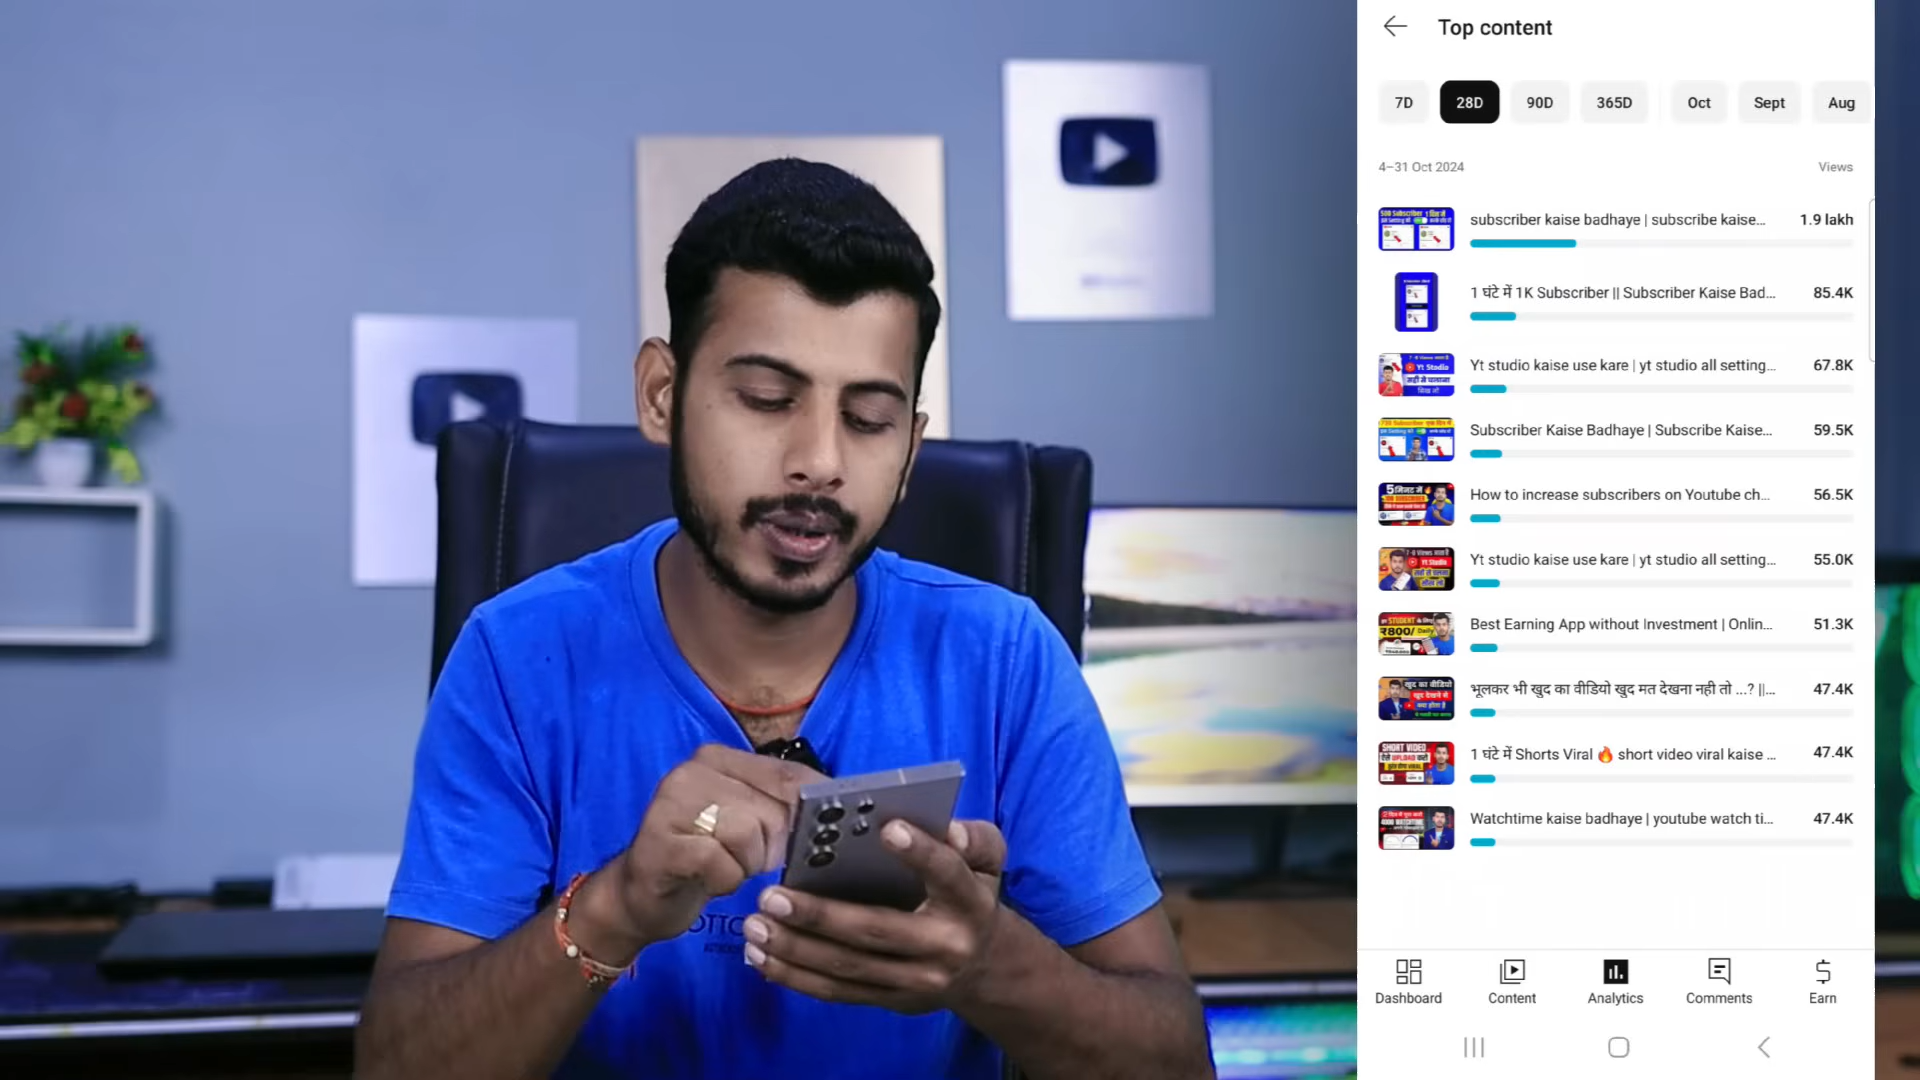 Top content
7D 28D 90D 365D Oct Sept Aug
4–31 Oct 2024 Views
subscriber kaise badhaye | subscribe kaise... 1.9 lakh
1 घंटे में 1K Subscriber || Subscriber Kaise Bad... 85.4K
Yt studio kaise use kare | yt studio all setting... 67.8K
Subscriber Kaise Badhaye | Subscribe Kaise... 59.5K
How to increase subscribers on Youtube ch... 56.5K
Yt studio kaise use kare | yt studio all setting... 55.0K
Best Earning App without Investment | Onlin... 51.3K
भूलकर भी खुद का वीडियो खुद मत देखना नही तो ...? ||... 47.4K
1 घंटे में Shorts Viral 🔥 short video viral kaise ... 47.4K
Watchtime kaise badhaye | youtube watch ti... 47.4K
Dashboard Content Analytics Comments Earn